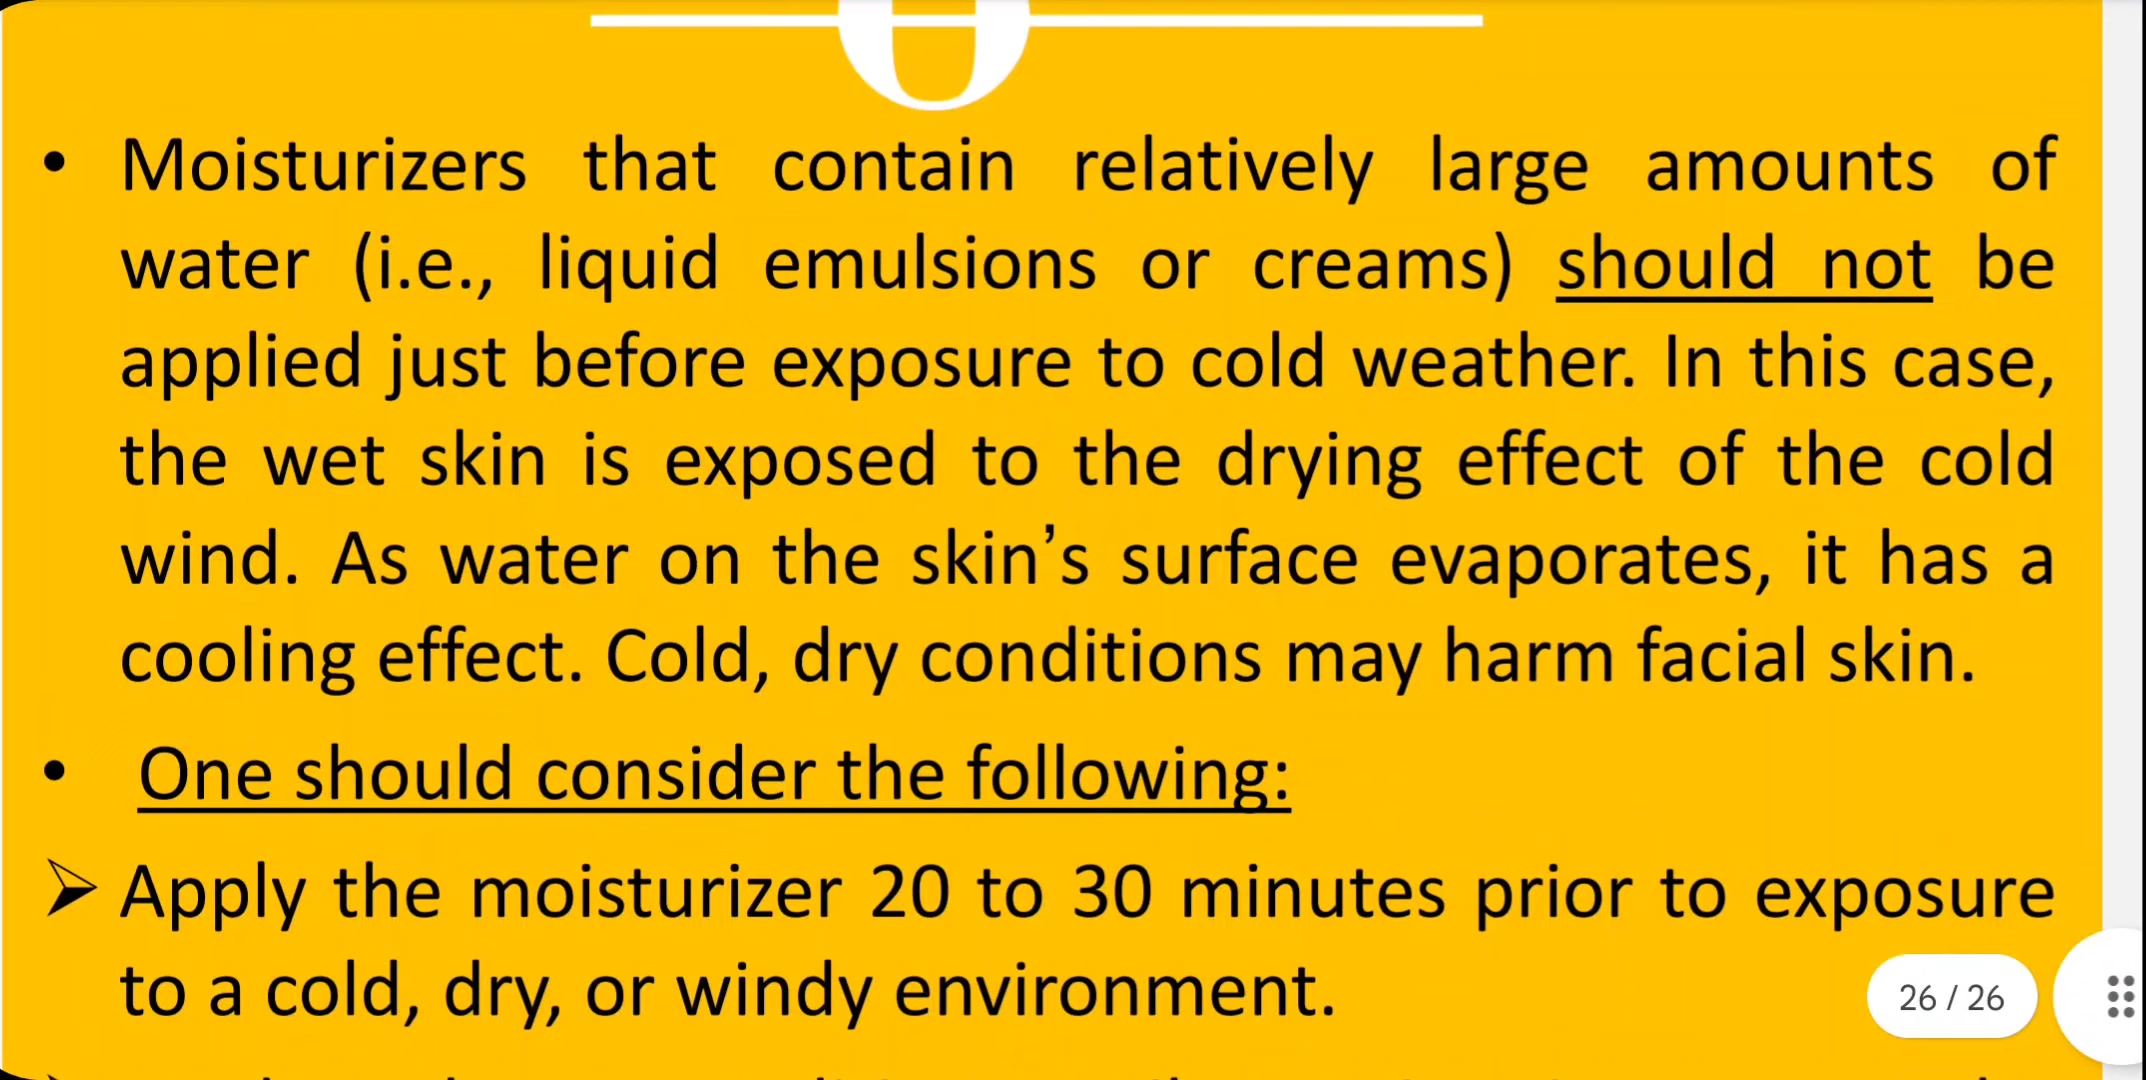 • Moisturizers that contain relatively large amounts of
water (i.e., liquid emulsions or creams) should not be
applied just before exposure to cold weather. In this case,
the wet skin is exposed to the drying effect of the cold
wind. As water on the skin’s surface evaporates, it has a
cooling effect. Cold, dry conditions may harm facial skin.
• One should consider the following:
➢ Apply the moisturizer 20 to 30 minutes prior to exposure
to a cold, dry, or windy environment.
26 / 26